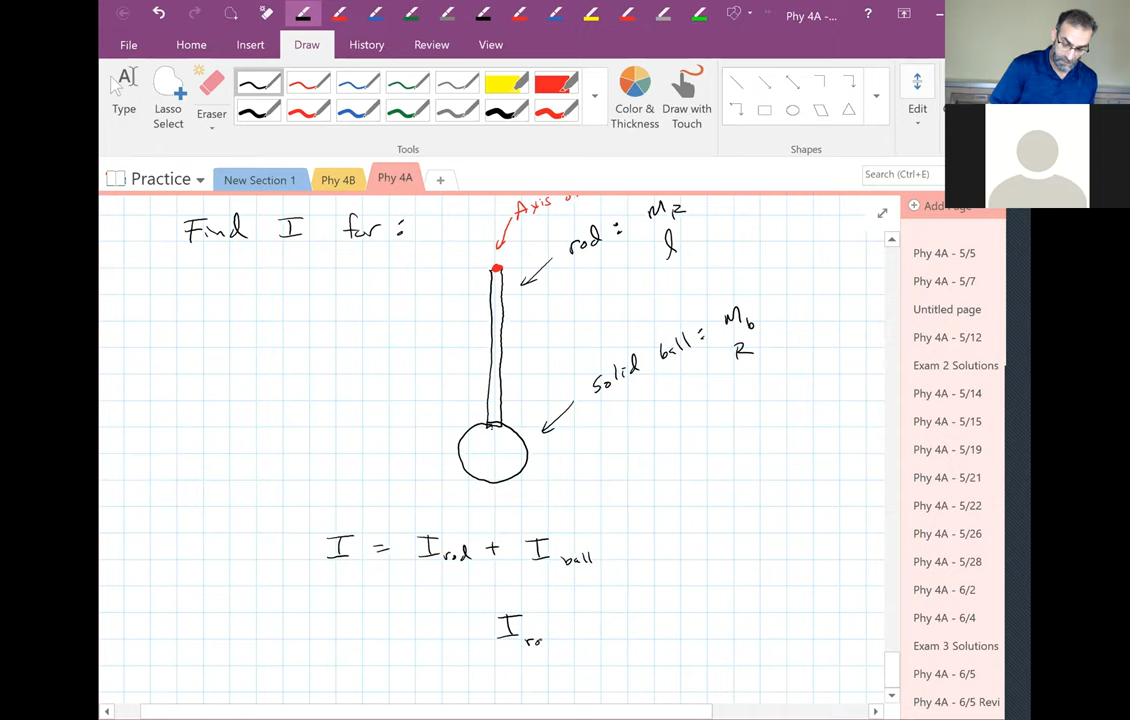 Phy 4A -...
?
File
Home
Insert
Draw
History
Review
View
Type
Lasso Select
Eraser
Color & Thickness
Draw with Touch
Edit
Tools
Shapes
Practice
New Section 1
Phy 4B
Phy 4A
+
Search (Ctrl+E)
Find I for:
Axis
rod: MR
l
solid ball: Mb
R
I = Irod + Iball
Iro
Add Page
Phy 4A - 5/5
Phy 4A - 5/7
Untitled page
Phy 4A - 5/12
Exam 2 Solutions
Phy 4A - 5/14
Phy 4A - 5/15
Phy 4A - 5/19
Phy 4A - 5/21
Phy 4A - 5/22
Phy 4A - 5/26
Phy 4A - 5/28
Phy 4A - 6/2
Phy 4A - 6/4
Exam 3 Solutions
Phy 4A - 6/5
Phy 4A - 6/5 Revi